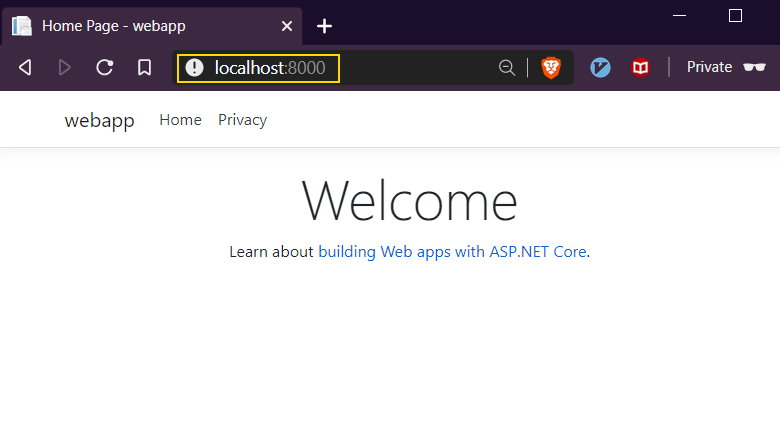 Home Page - webapp
localhost:8000
Private
webapp Home Privacy
Welcome
Learn about building Web apps with ASP.NET Core.